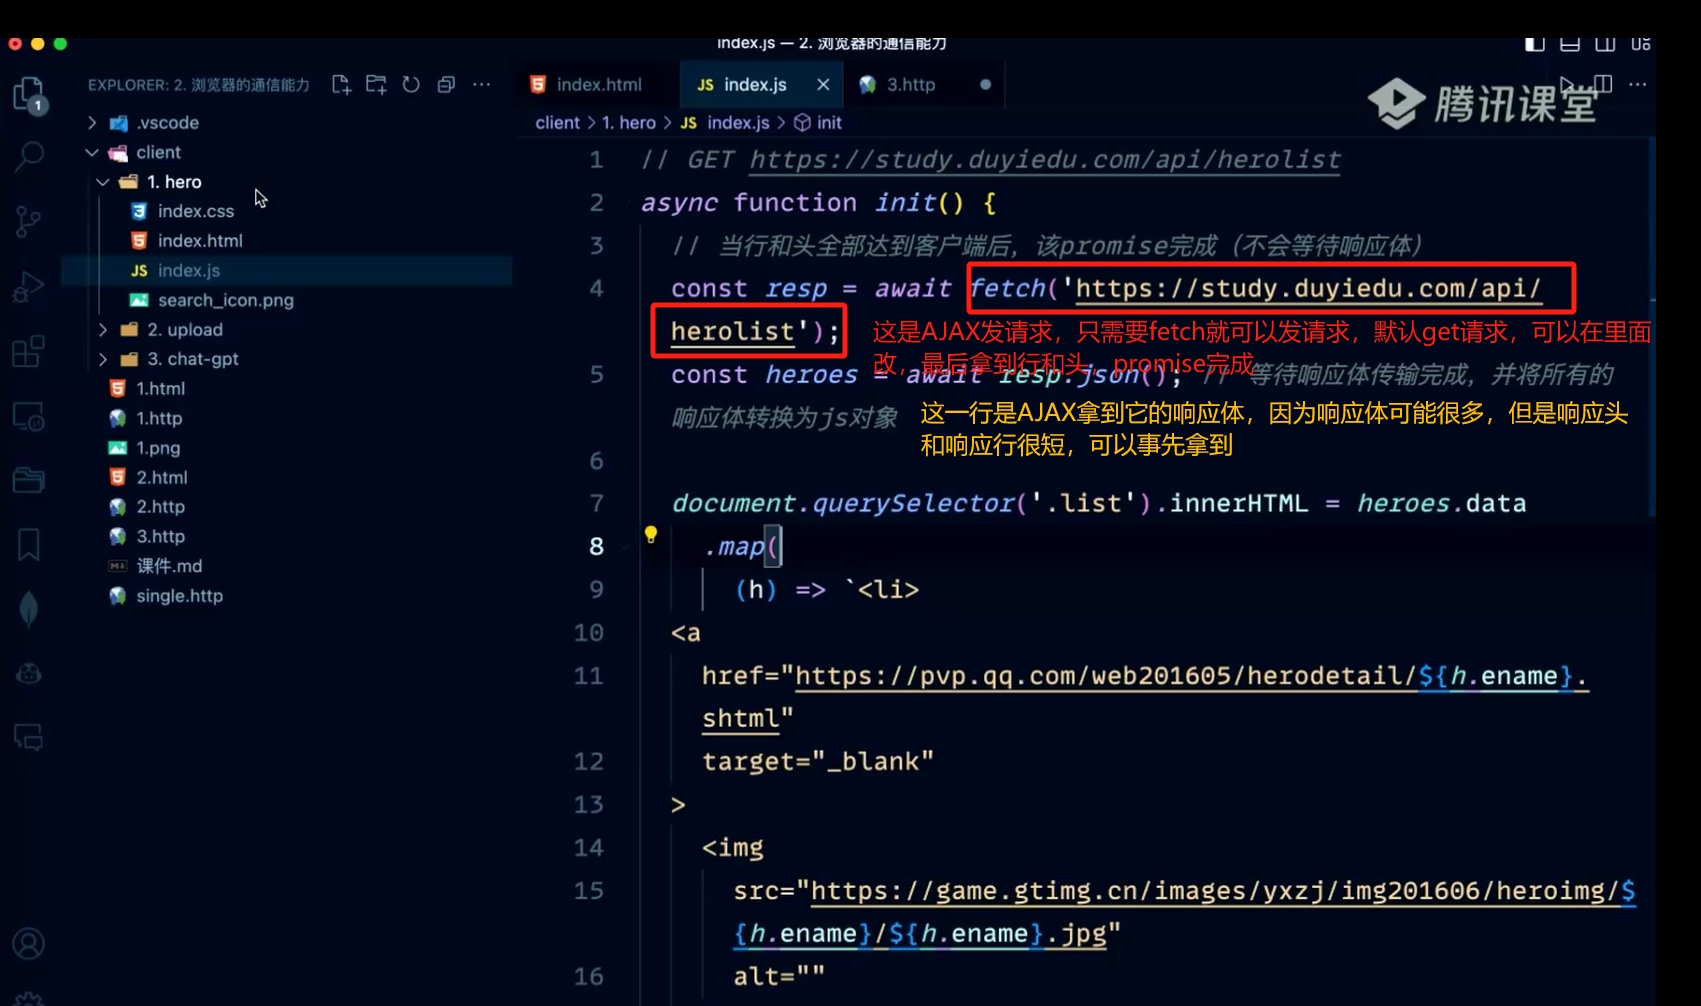 index.js — 2. 浏览器的通信能力
EXPLORER: 2. 浏览器的通信能力
index.html
JS index.js
3.http
腾讯课堂
client > 1. hero > JS index.js > init
1
.vscode
client
1. hero
index.css
index.html
JS index.js
search_icon.png
2. upload
3. chat-gpt
1.html
1.http
1.png
2.html
2.http
3.http
课件.md
single.http
1 // GET https://study.duyiedu.com/api/herolist
2 async function init() {
3 // 当行和头全部达到客户端后，该promise完成（不会等待响应体）
4 const resp = await fetch('https://study.duyiedu.com/api/
herolist');
这是AJAX发请求，只需要fetch就可以发请求，默认get请求，可以在里面
改，最后拿到行和头，promise完成
5 const heroes = await resp.json(); // 等待响应体传输完成，并将所有的
响应体转换为js对象
这一行是AJAX拿到它的响应体，因为响应体可能很多，但是响应头
和响应行很短，可以事先拿到
6
7 document.querySelector('.list').innerHTML = heroes.data
8 .map(
9 (h) => `<li>
10 <a
11 href="https://pvp.qq.com/web201605/herodetail/${h.ename}.
shtml"
12 target="_blank"
13 >
14 <img
15 src="https://game.gtimg.cn/images/yxzj/img201606/heroimg/$
{h.ename}/${h.ename}.jpg"
16 alt=""